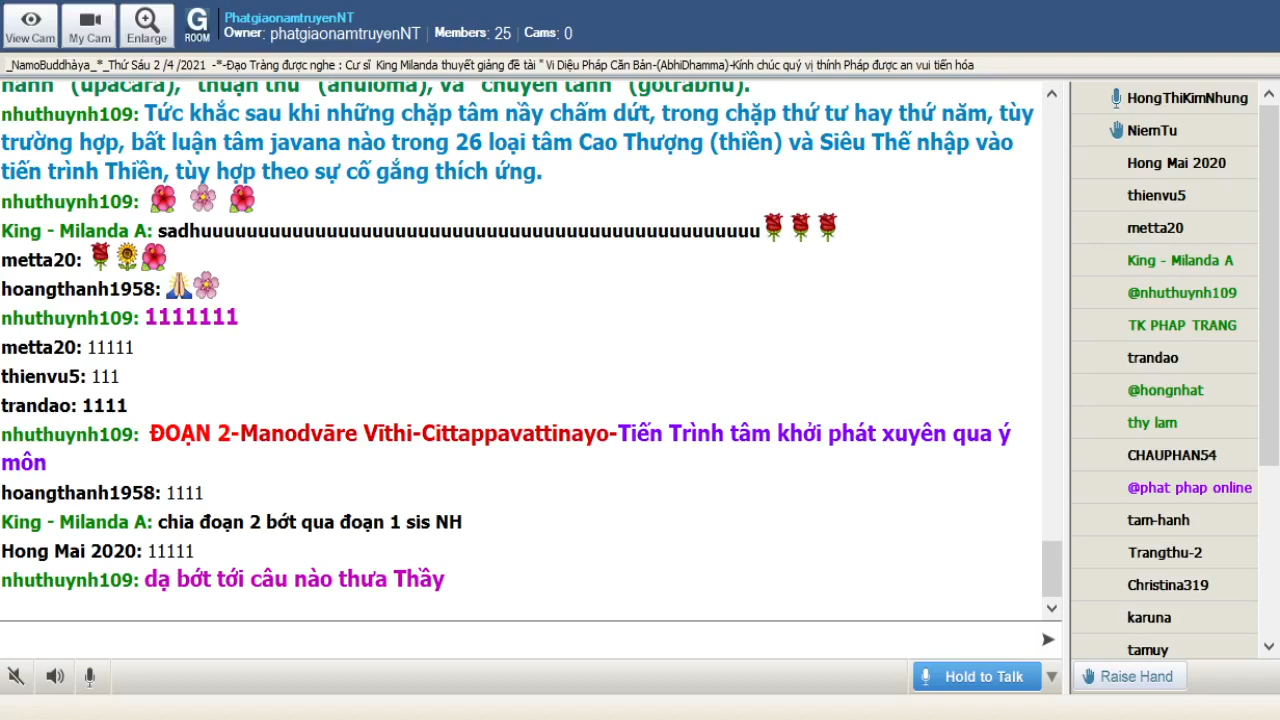 View Cam
My Cam
Enlarge
G
ROOM
PhatgiaonamtruyenNT
Owner: phatgiaonamtruyenNT | Members: 25 | Cams: 0
_NamoBuddhàya_*_Thứ Sáu 2 /4 /2021 -*-Đạo Tràng được nghe : Cư sĩ King Milanda thuyết giảng đề tài " Vi Diệu Pháp Căn Bản-(AbhiDhamma)-Kính chúc quý vị thính Pháp được an vui tiến hóa
hành" (upacāra), "thuận thứ" (anuloma), và "chuyển tánh" (gotrabhu).
nhuthuynh109: Tức khắc sau khi những chặp tâm nầy chấm dứt, trong chặp thứ tư hay thứ năm, tùy
trường hợp, bất luận tâm javana nào trong 26 loại tâm Cao Thượng (thiền) và Siêu Thế nhập vào
tiến trình Thiền, tùy hợp theo sự cố gắng thích ứng.
nhuthuynh109:
King - Milanda A: sadhuuuuuuuuuuuuuuuuuuuuuuuuuuuuuuuuuuuuuuuuuuuuuuuuu
metta20:
hoangthanh1958:
nhuthuynh109: 1111111
metta20: 11111
thienvu5: 111
trandao: 1111
nhuthuynh109: ĐOẠN 2-Manodvāre Vīthi-Cittappavattinayo-Tiến Trình tâm khởi phát xuyên qua ý
môn
hoangthanh1958: 1111
King - Milanda A: chia đoạn 2 bớt qua đoạn 1 sis NH
Hong Mai 2020: 11111
nhuthuynh109: dạ bớt tới câu nào thưa Thầy
HongThiKimNhung
NiemTu
Hong Mai 2020
thienvu5
metta20
King - Milanda A
@nhuthuynh109
TK PHAP TRANG
trandao
@hongnhat
thy lam
CHAUPHAN54
@phat phap online
tam-hanh
Trangthu-2
Christina319
karuna
tamuy
Hold to Talk
Raise Hand